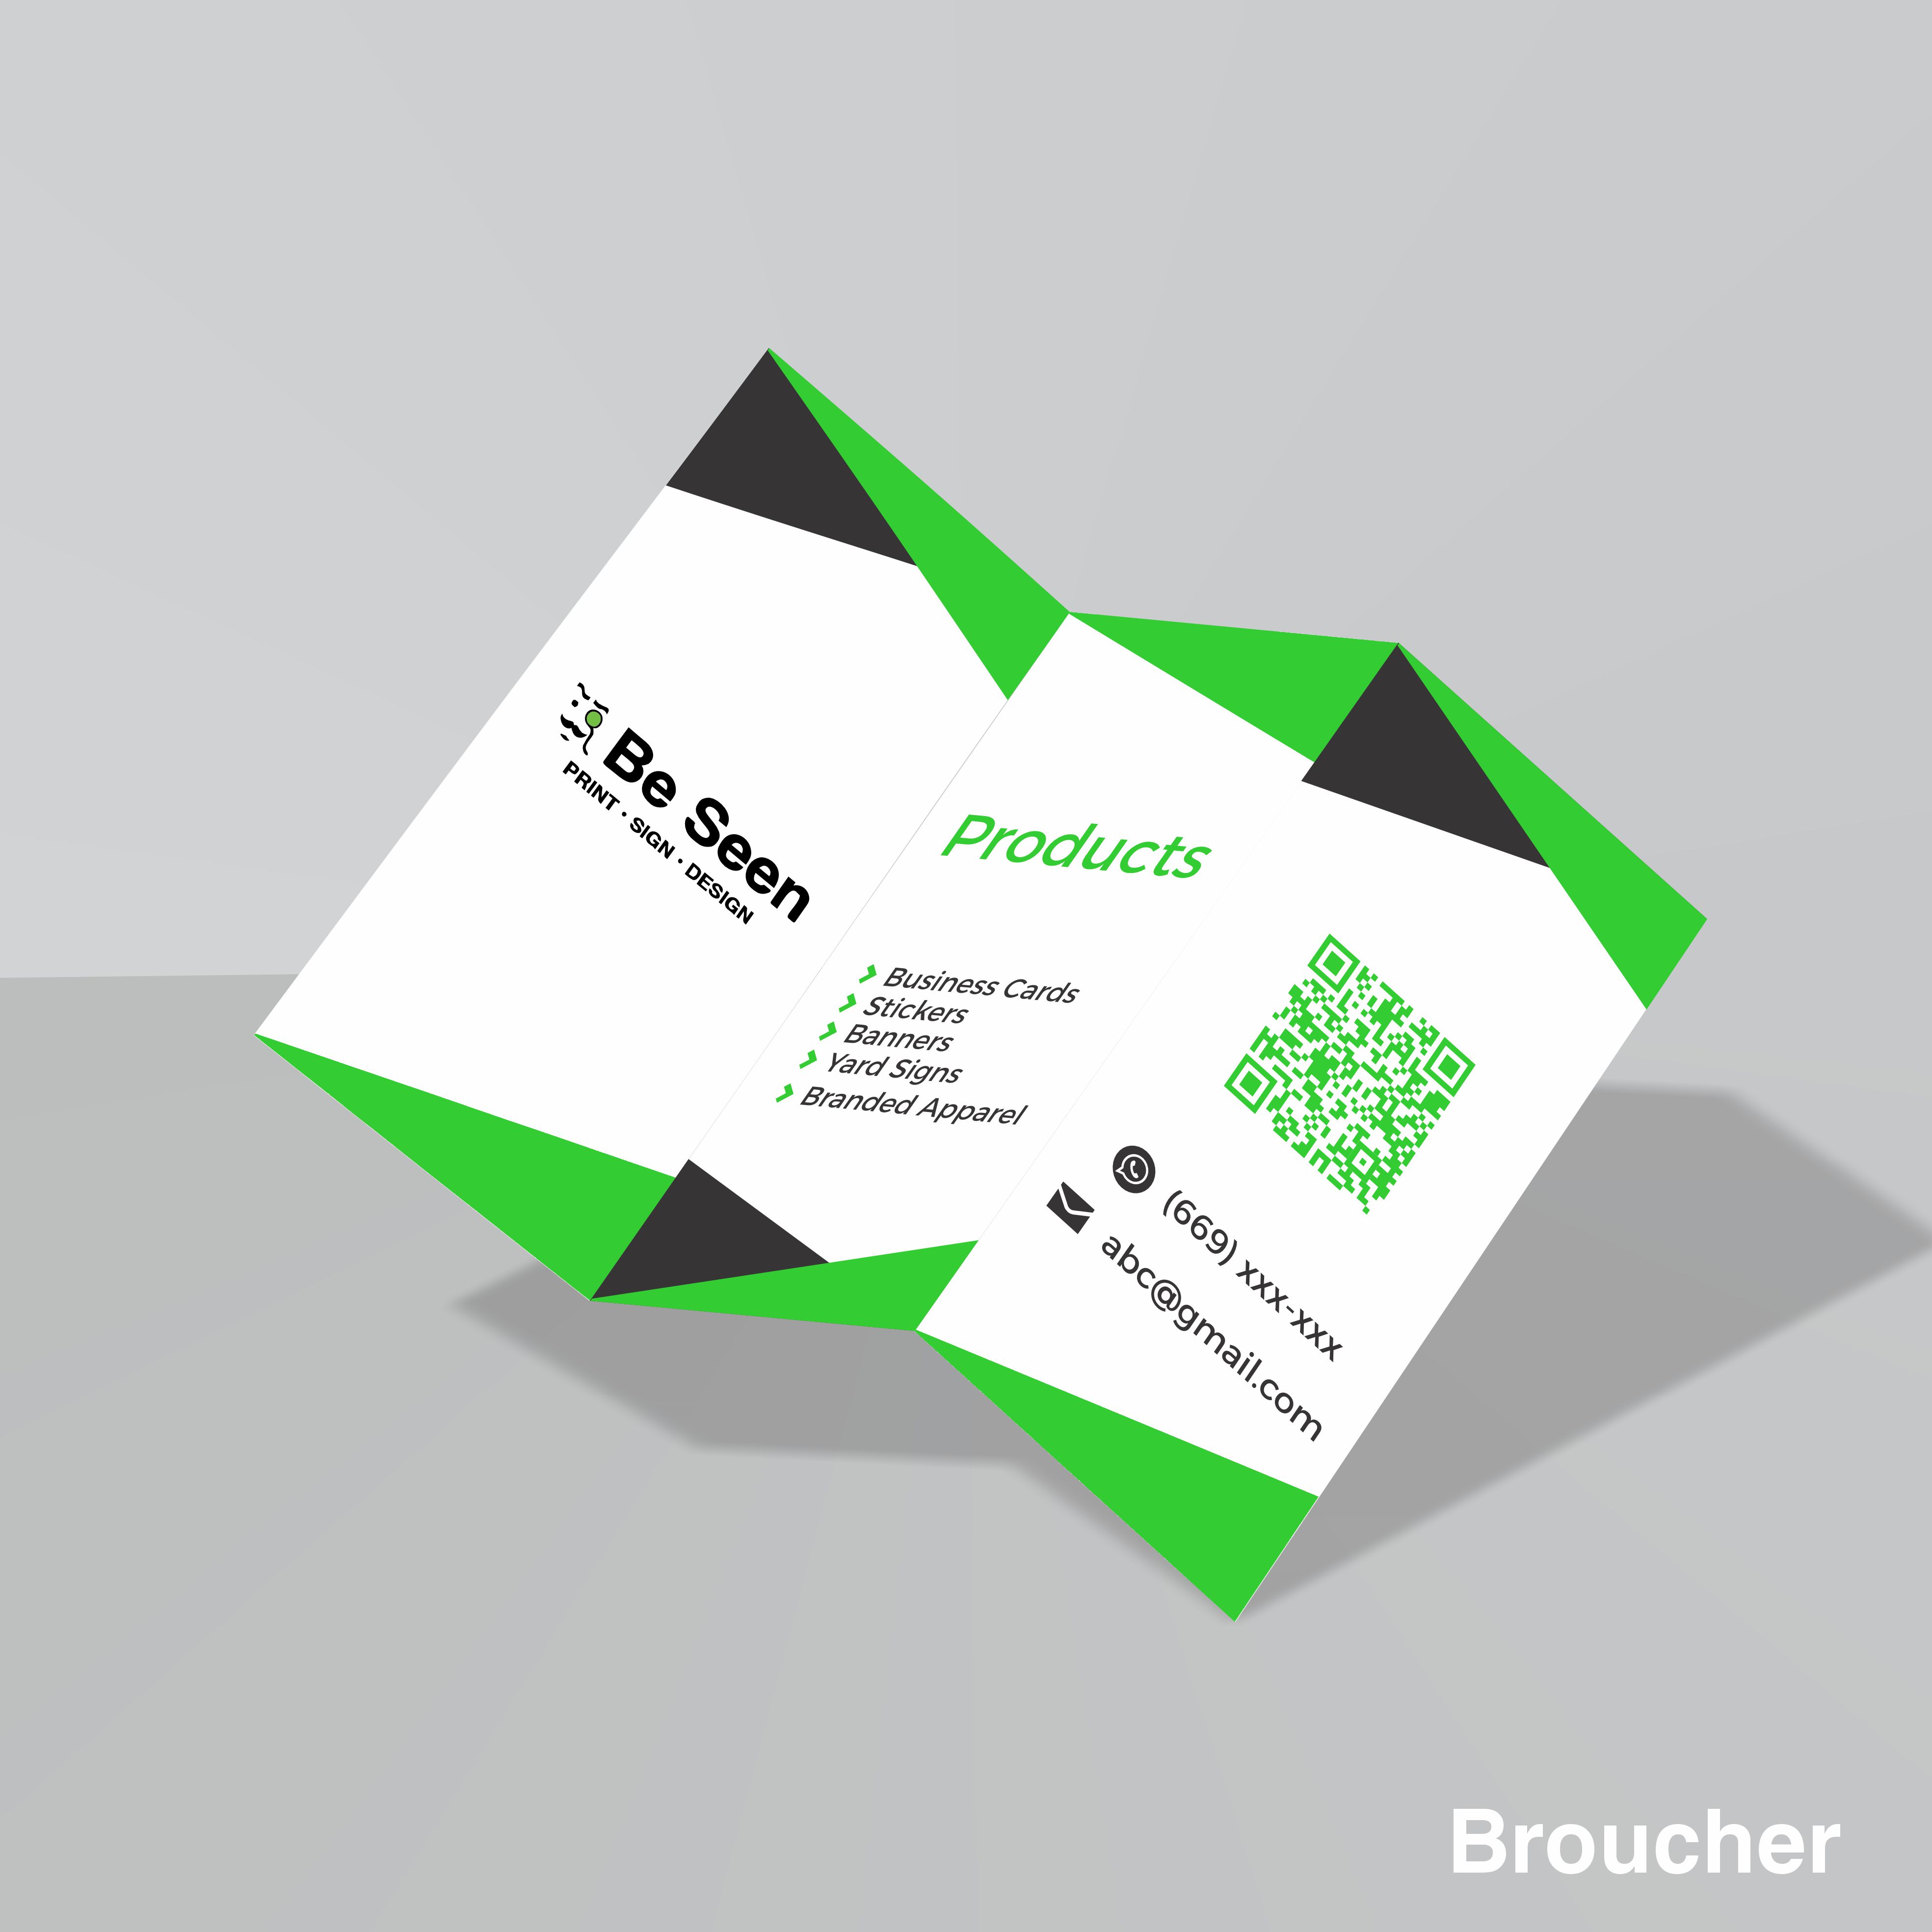 Be Seen
PRINT • SIGN • DESIGN
Products
Business Cards
Stickers
Banners
Yard Signs
Branded Apparel
(669) xxx-xxx
abc@gmail.com
Broucher